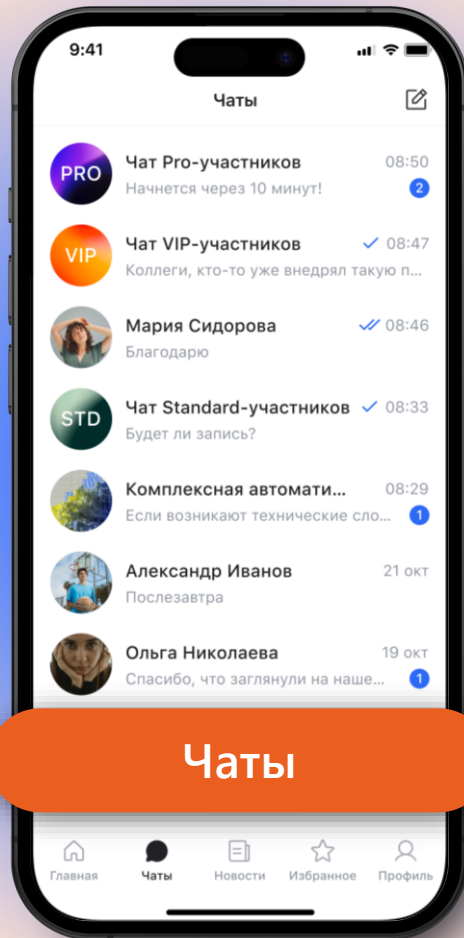 9:41
Чаты
PRO
Чат Pro-участников 08:50
Начнется через 10 минут! 2
VIP
Чат VIP-участников 08:47
Коллеги, кто-то уже внедрял такую п...
Мария Сидорова 08:46
Благодарю
STD
Чат Standard-участников 08:33
Будет ли запись?
Комплексная автомати... 08:29
Если возникают технические сло... 1
Александр Иванов 21 окт
Послезавтра
Ольга Николаева 19 окт
Спасибо, что заглянули на наше... 1
Чаты
Главная Чаты Новости Избранное Профиль